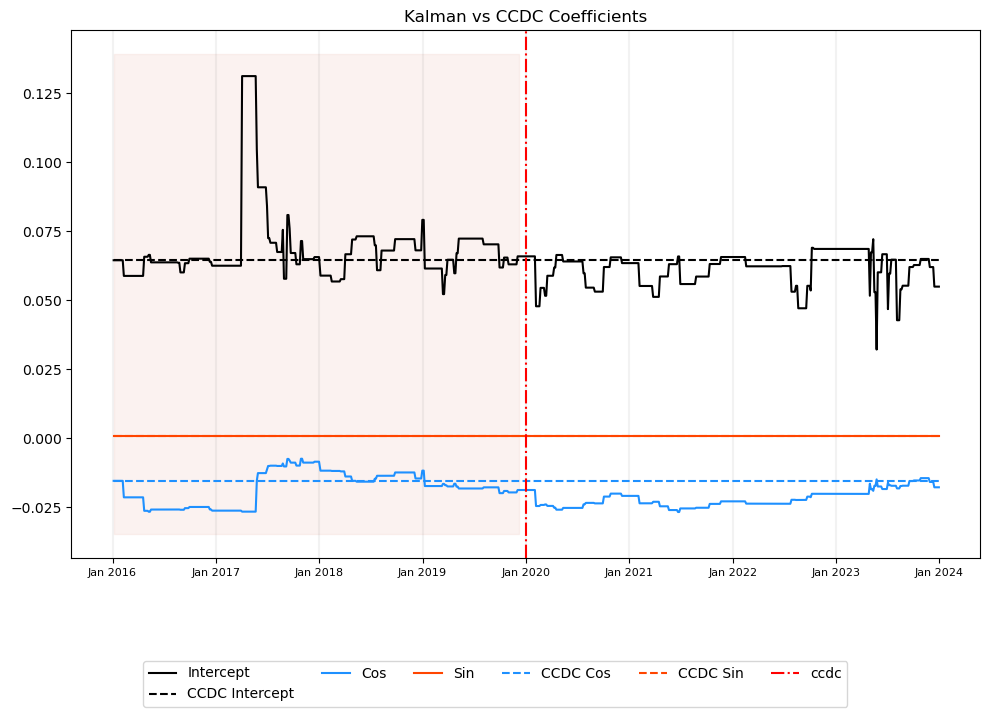 Kalman vs CCDC Coefficients
0.125
0.100
0.075
0.050
0.025
0.000
−0.025
Jan 2016 Jan 2017 Jan 2018 Jan 2019 Jan 2020 Jan 2021 Jan 2022 Jan 2023 Jan 2024
Intercept Cos Sin CCDC Cos CCDC Sin ccdc
CCDC Intercept